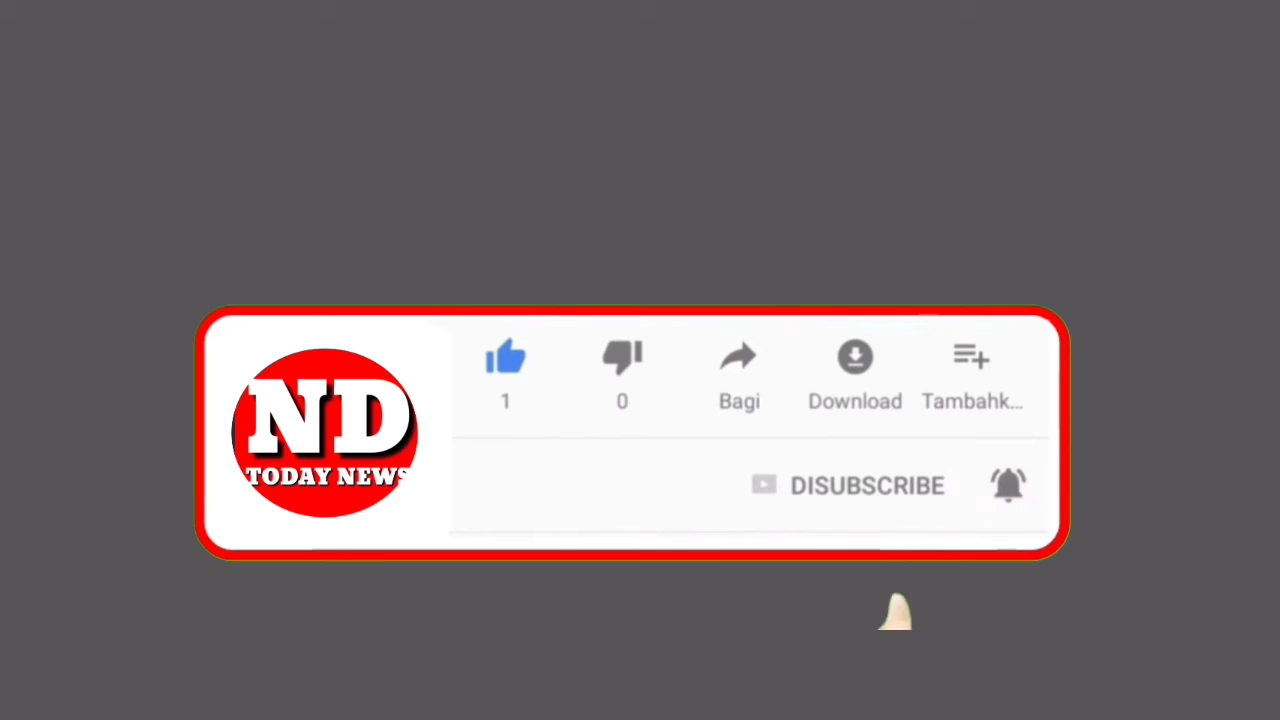 ND
TODAY NEWS
1
0
Bagi
Download
Tambahk...
DISUBSCRIBE